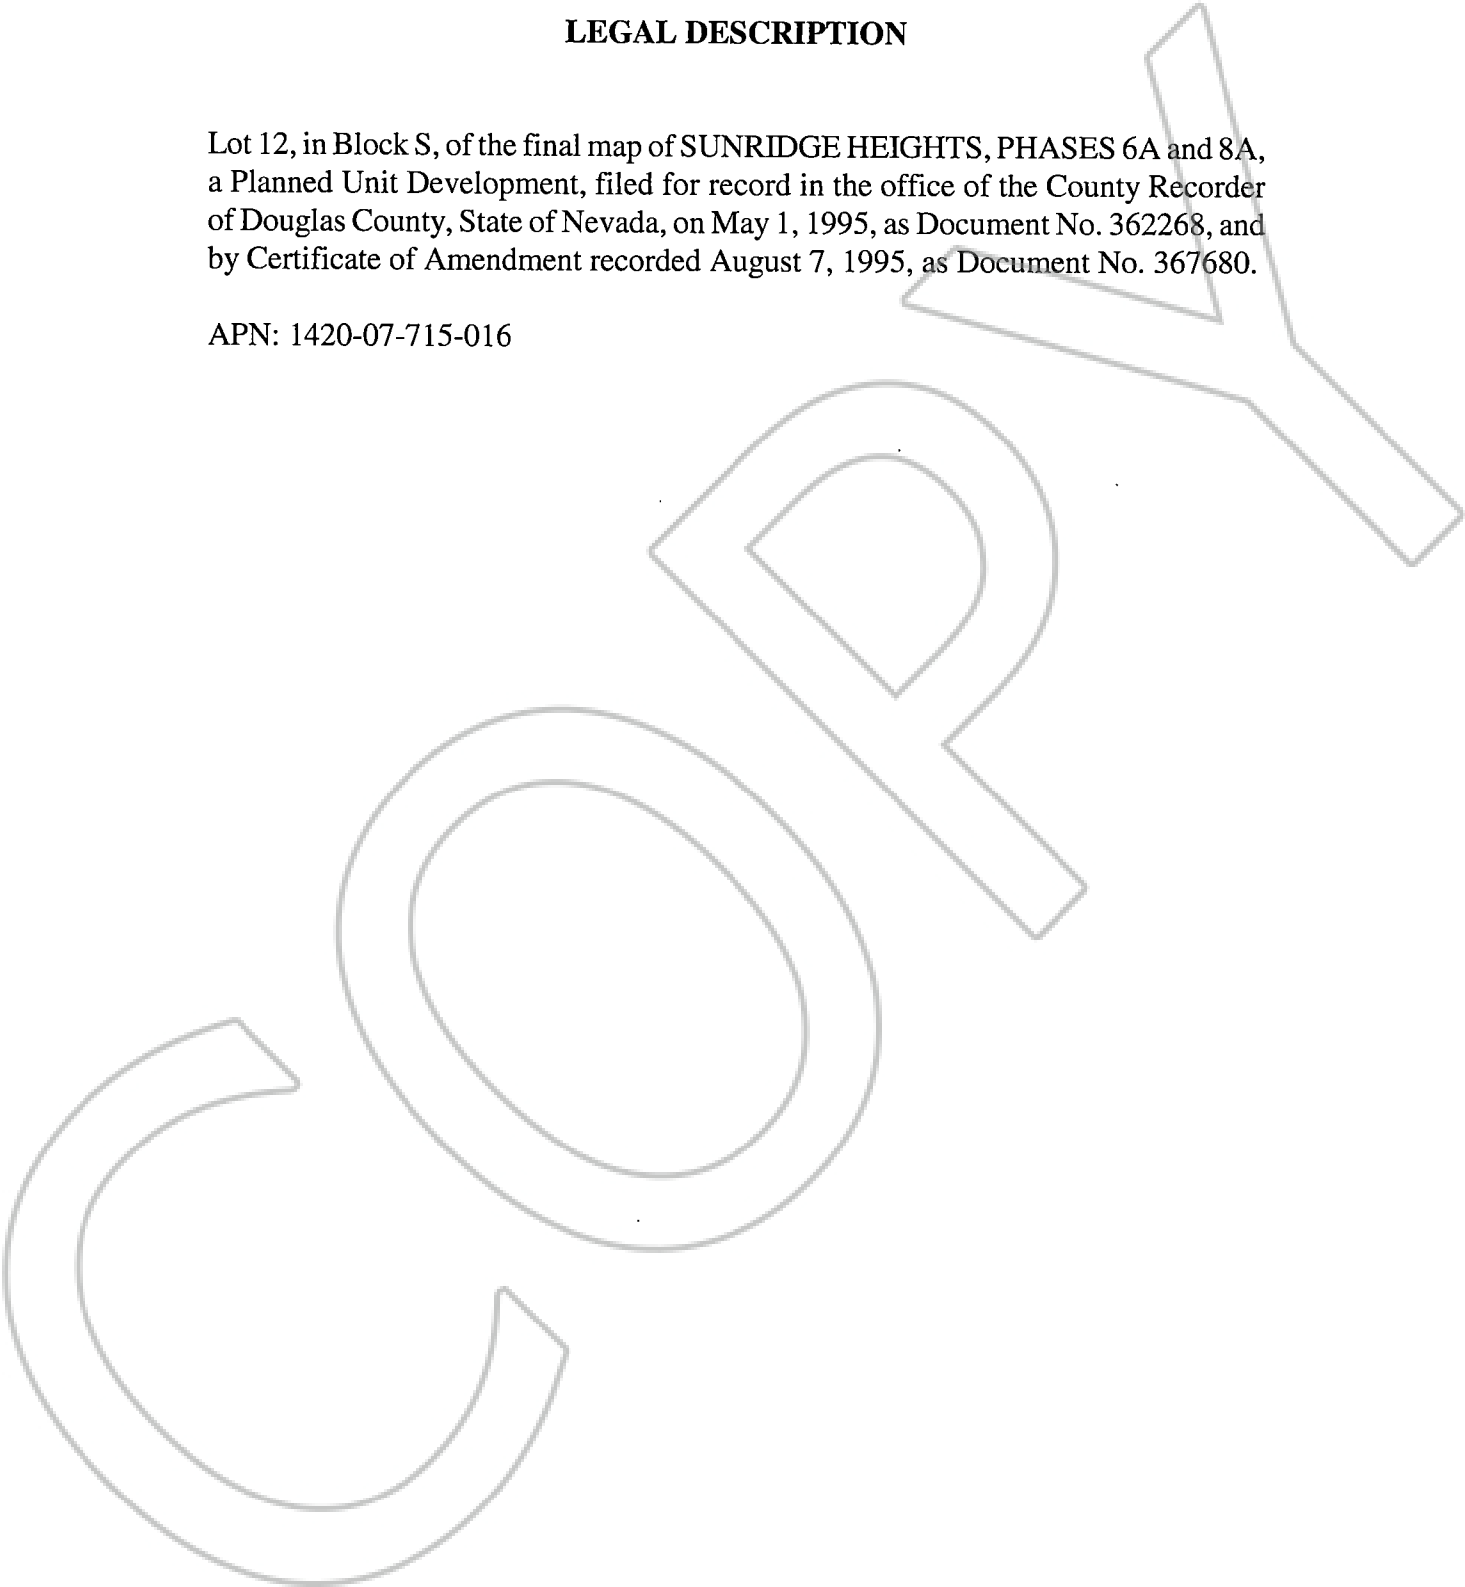 LEGAL DESCRIPTION
Lot 12, in Block S, of the final map of SUNRIDGE HEIGHTS, PHASES 6A and 8A,
a Planned Unit Development, filed for record in the office of the County Recorder
of Douglas County, State of Nevada, on May 1, 1995, as Document No. 362268, and
by Certificate of Amendment recorded August 7, 1995, as Document No. 367680.
APN: 1420-07-715-016
COPY